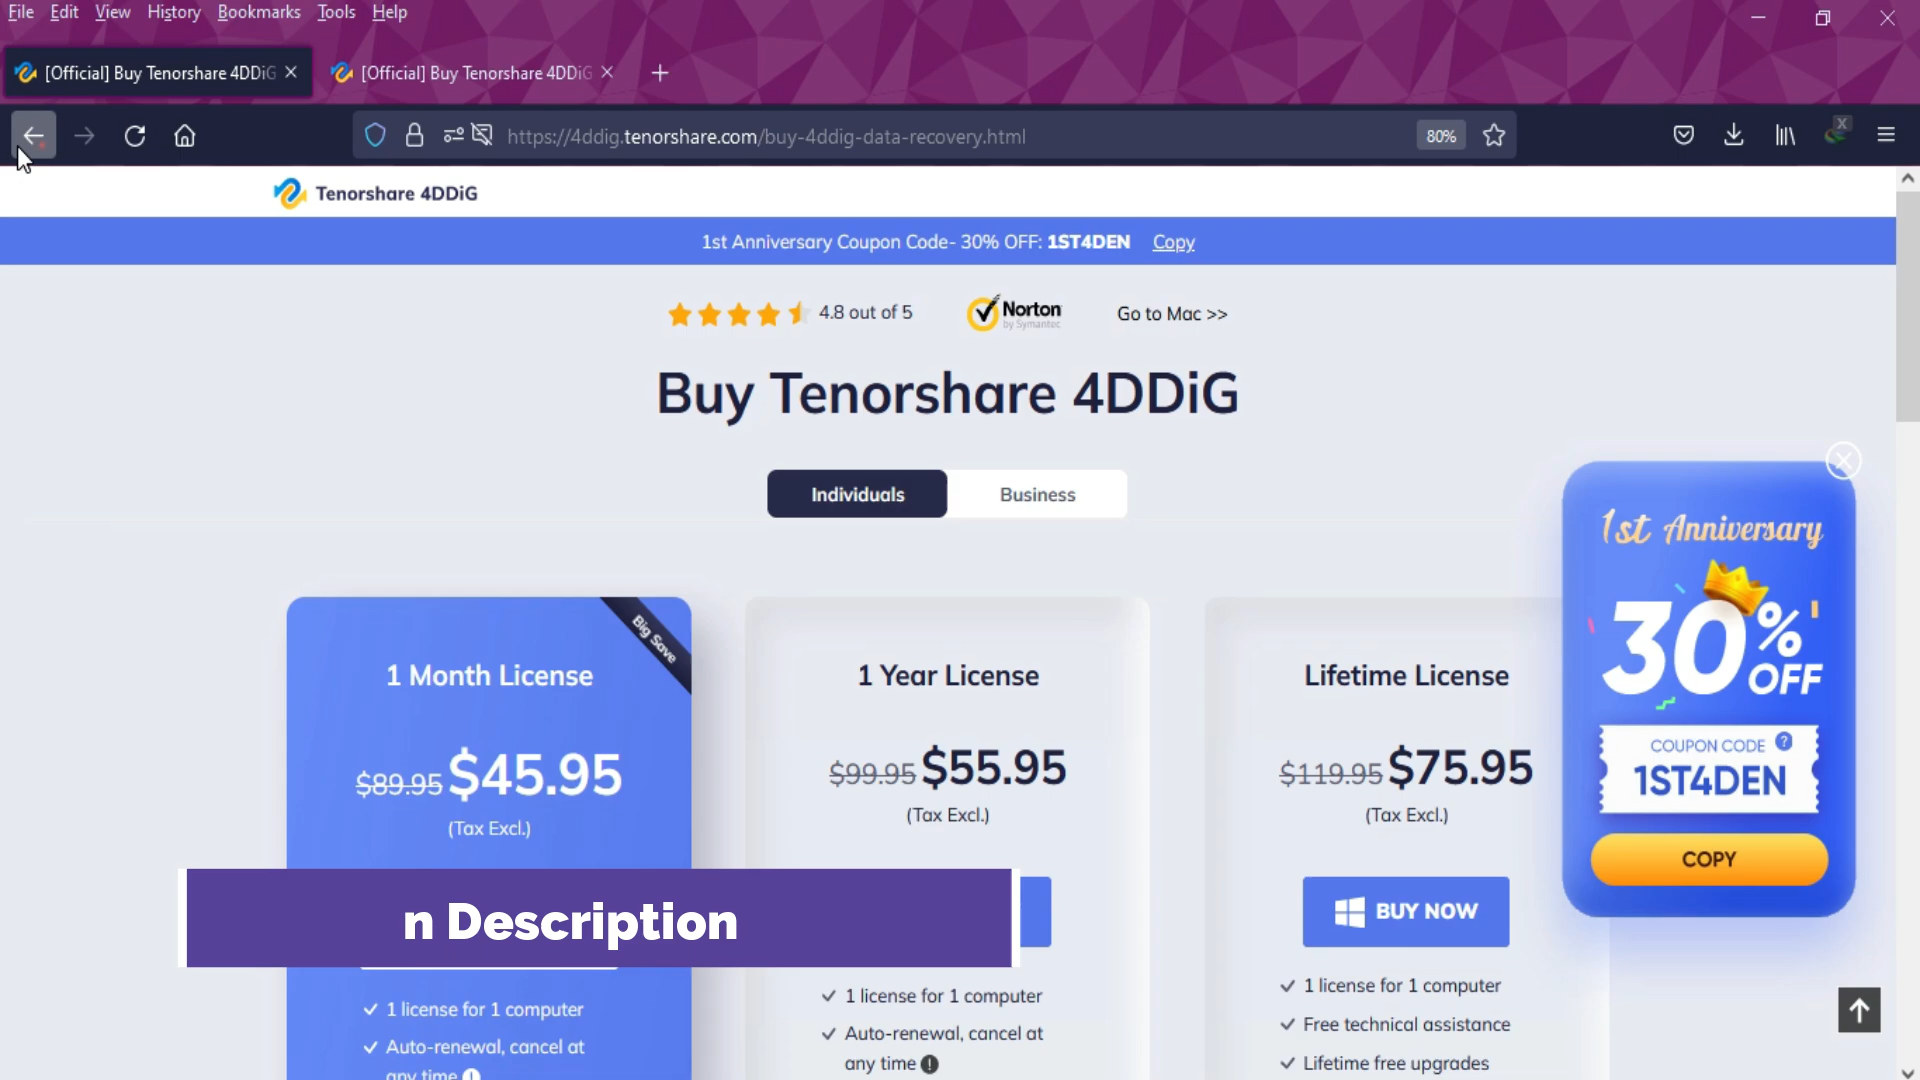 File Edit View History Bookmarks Tools Help
[Official] Buy Tenorshare 4DDiG
[Official] Buy Tenorshare 4DDiG
https://4ddig.tenorshare.com/buy-4ddig-data-recovery.html
80%
X
Tenorshare 4DDiG
1st Anniversary Coupon Code- 30% OFF: 1ST4DEN Copy
4.8 out of 5
Norton
by Symantec
Go to Mac >>
Buy Tenorshare 4DDiG
Individuals
Business
Big Save
1 Month License
$89.95 $45.95
(Tax Excl.)
1 license for 1 computer
Auto-renewal, cancel at
any time
1 Year License
$99.95 $55.95
(Tax Excl.)
1 license for 1 computer
Auto-renewal, cancel at
any time
Lifetime License
$119.95 $75.95
(Tax Excl.)
BUY NOW
1 license for 1 computer
Free technical assistance
Lifetime free upgrades
n Description
1st Anniversary
30% OFF
COUPON CODE ?
1ST4DEN
COPY